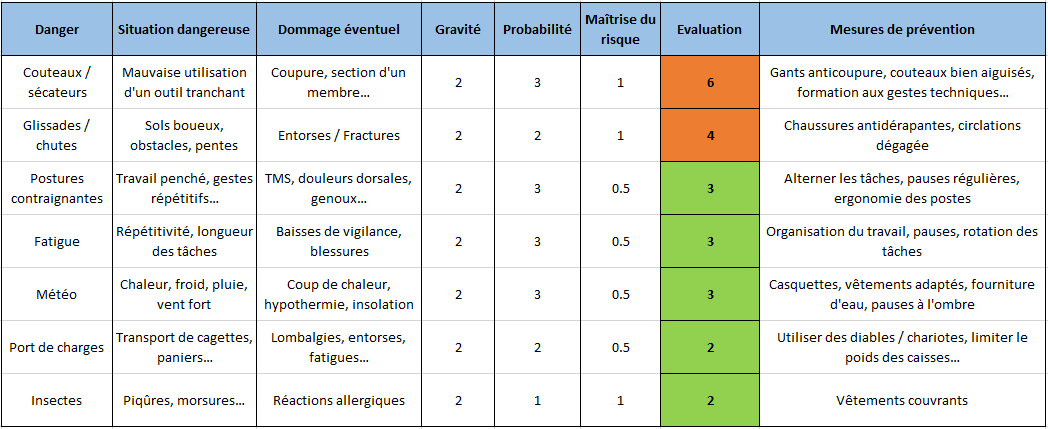 Danger
Situation dangereuse
Dommage éventuel
Gravité
Probabilité
Maîtrise du
risque
Evaluation
Mesures de prévention
Couteaux /
sécateurs
Mauvaise utilisation
d'un outil tranchant
Coupure, section d'un
membre...
2
3
1
6
Gants anticoupure, couteaux bien aiguisés,
formation aux gestes techniques...
Glissades /
chutes
Sols boueux,
obstacles, pentes
Entorses / Fractures
2
2
1
4
Chaussures antidérapantes, circlations
dégagée
Postures
contraignantes
Travail penché, gestes
répétitifs...
TMS, douleurs dorsales,
genoux...
2
3
0.5
3
Alterner les tâches, pauses régulières,
ergonomie des postes
Fatigue
Répétitivité, longueur
des tâches
Baisses de vigilance,
blessures
2
3
0.5
3
Organisation du travail, pauses, rotation des
tâches
Météo
Chaleur, froid, pluie,
vent fort
Coup de chaleur,
hypothermie, insolation
2
3
0.5
3
Casquettes, vêtements adaptés, fourniture
d'eau, pauses à l'ombre
Port de charges
Transport de cagettes,
paniers...
Lombalgies, entorses,
fatigues...
2
2
0.5
2
Utiliser des diables / chariotes, limiter le
poids des caisses...
Insectes
Piqûres, morsures...
Réactions allergiques
2
1
1
2
Vêtements couvrants